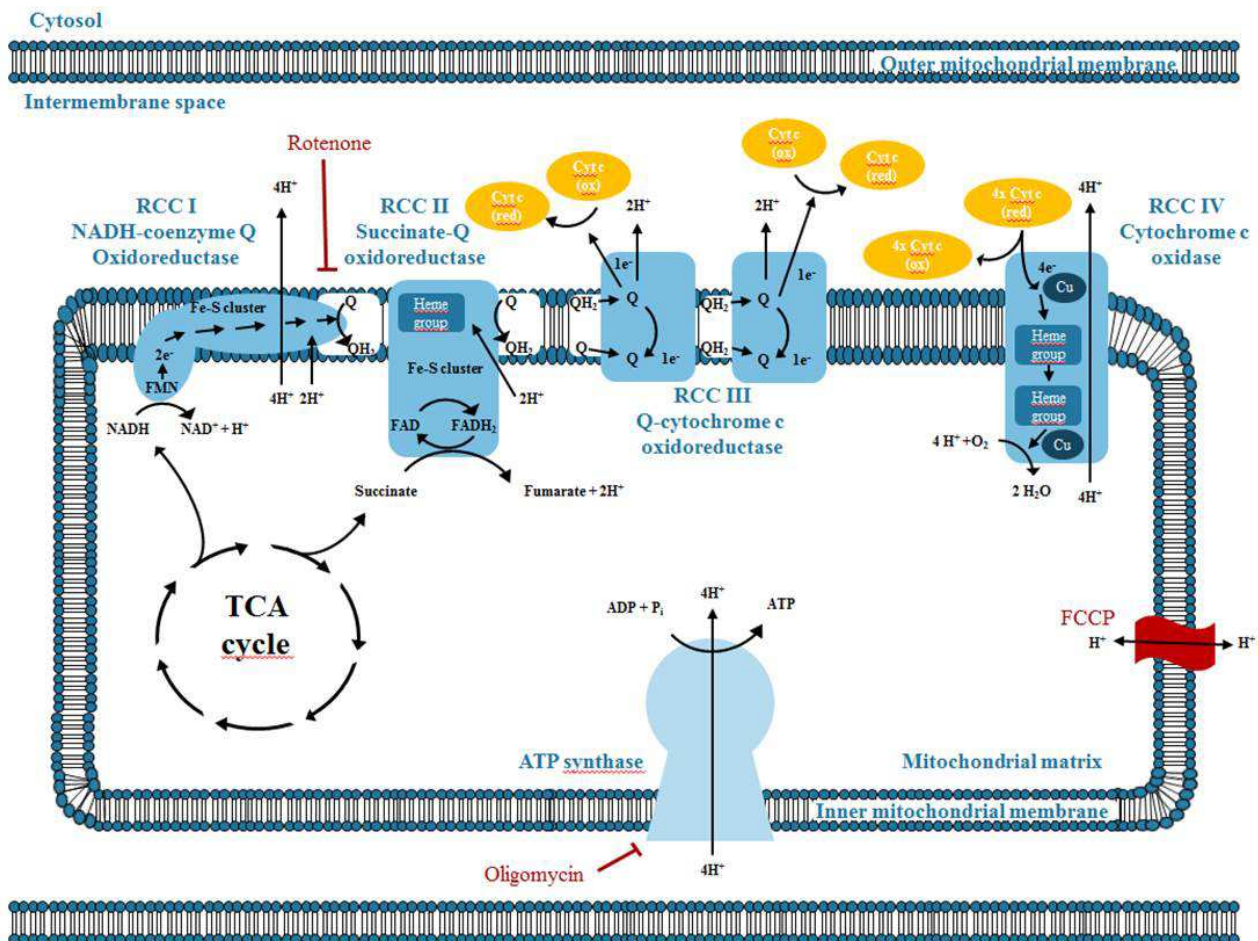 Cytosol
Outer mitochondrial membrane
Intermembrane space
Rotenone
4H⁺
RCC I
NADH-coenzyme Q
Oxidoreductase
RCC II
Succinate-Q
oxidoreductase
Cyt c
(red)
Cyt c
(ox)
2H⁺
2H⁺
Cyt c
(ox)
Cyt c
(red)
4x Cyt c
(red)
4x Cyt c
(ox)
4H⁺
RCC IV
Cytochrome c
oxidase
Fe-S cluster
2e⁻
FMN
Q
QH₂
NADH
NAD⁺ + H⁺
4H⁺
2H⁺
Heme
group
Fe-S cluster
FAD
FADH₂
Q
QH₂
2H⁺
Succinate
Fumarate + 2H⁺
1e⁻
QH₂
Q
Q
Q
1e⁻
1e⁻
QH₂
Q
QH₂
Q
1e⁻
RCC III
Q-cytochrome c
oxidoreductase
4e⁻
Cu
Heme
group
Heme
group
Cu
4 H⁺+O₂
2 H₂O
4H⁺
TCA
cycle
ADP + Pᵢ
4H⁺
ATP
FCCP
H⁺
H⁺
ATP synthase
Mitochondrial matrix
Inner mitochondrial membrane
Oligomycin
4H⁺